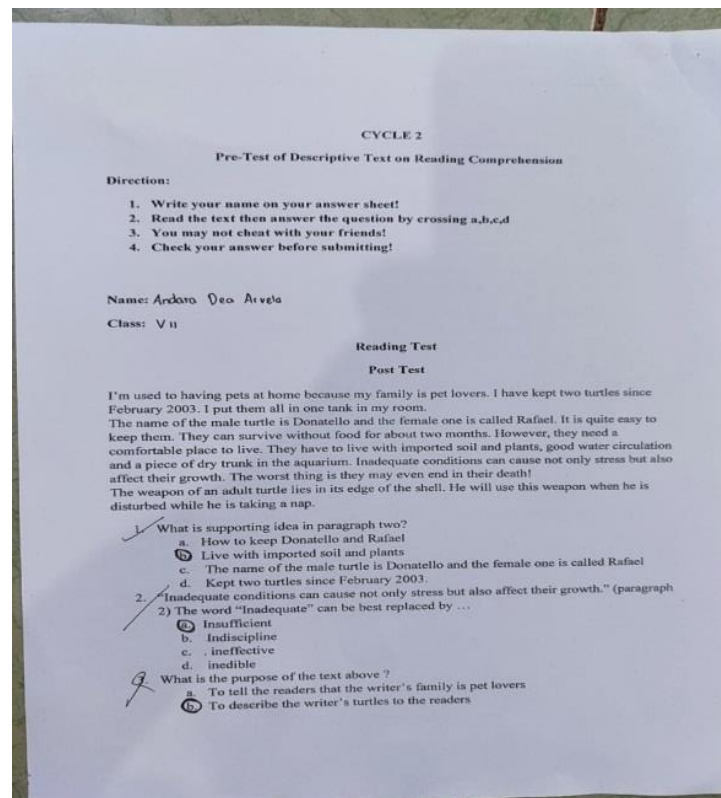 CYCLE 2
Pre-Test of Descriptive Text on Reading Comprehension
Direction:
1. Write your name on your answer sheet!
2. Read the text then answer the question by crossing a,b,c,d
3. You may not cheat with your friends!
4. Check your answer before submitting!
Name: Andara Dea Arvela
Class: VII
Reading Test
Post Test
I'm used to having pets at home because my family is pet lovers. I have kept two turtles since
February 2003. I put them all in one tank in my room.
The name of the male turtle is Donatello and the female one is called Rafael. It is quite easy to
keep them. They can survive without food for about two months. However, they need a
comfortable place to live. They have to live with imported soil and plants, good water circulation
and a piece of dry trunk in the aquarium. Inadequate conditions can cause not only stress but also
affect their growth. The worst thing is they may even end in their death!
The weapon of an adult turtle lies in its edge of the shell. He will use this weapon when he is
disturbed while he is taking a nap.
1. What is supporting idea in paragraph two?
a. How to keep Donatello and Rafael
b. Live with imported soil and plants
c. The name of the male turtle is Donatello and the female one is called Rafael
d. Kept two turtles since February 2003.
2. "Inadequate conditions can cause not only stress but also affect their growth." (paragraph
2) The word "Inadequate" can be best replaced by …
a. Insufficient
b. Indiscipline
c. . ineffective
d. inedible
What is the purpose of the text above ?
a. To tell the readers that the writer's family is pet lovers
b. To describe the writer's turtles to the readers